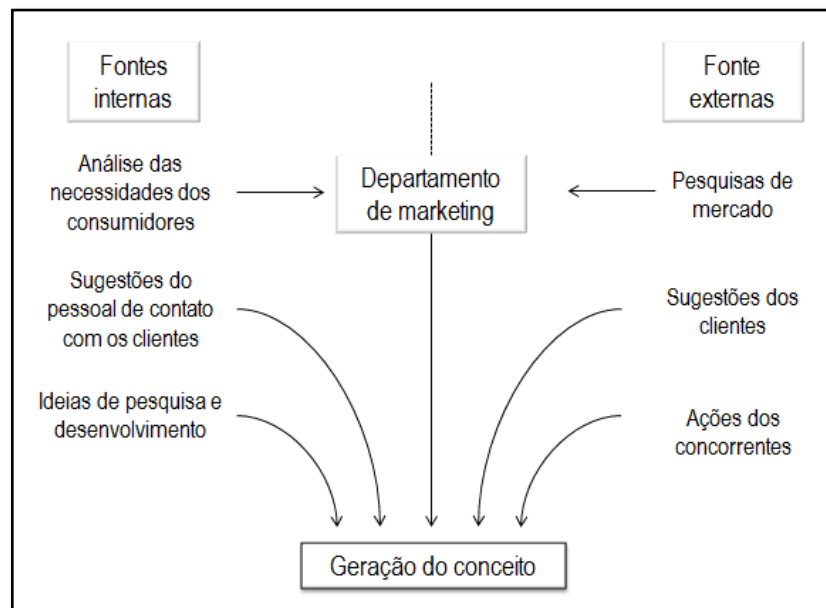 Fontes
internas
Fonte
externas
Análise das
necessidades dos
consumidores
Departamento
de marketing
Pesquisas de
mercado
Sugestões do
pessoal de contato
com os clientes
Sugestões dos
clientes
Ideias de pesquisa e
desenvolvimento
Ações dos
concorrentes
Geração do conceito